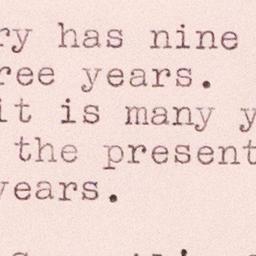 ry has nine
ree years.
it is many y
the present
years.